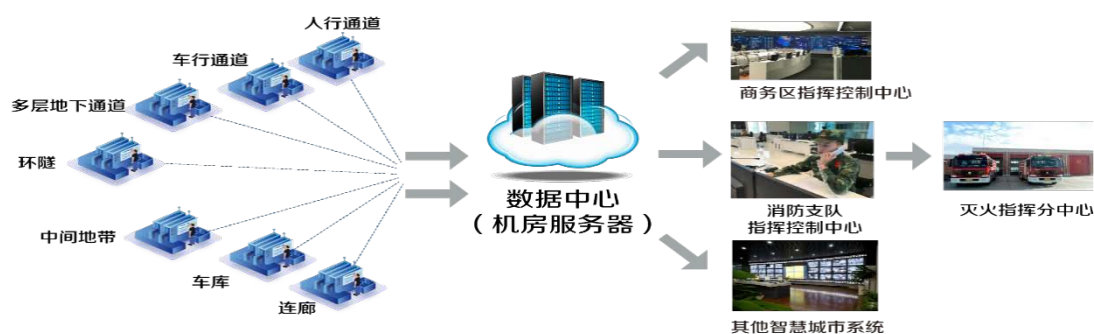 人行通道
车行通道
多层地下通道
环隧
中间地带
车库
连廊
数据中心
（机房服务器）
商务区指挥控制中心
消防支队
指挥控制中心
灭火指挥分中心
其他智慧城市系统